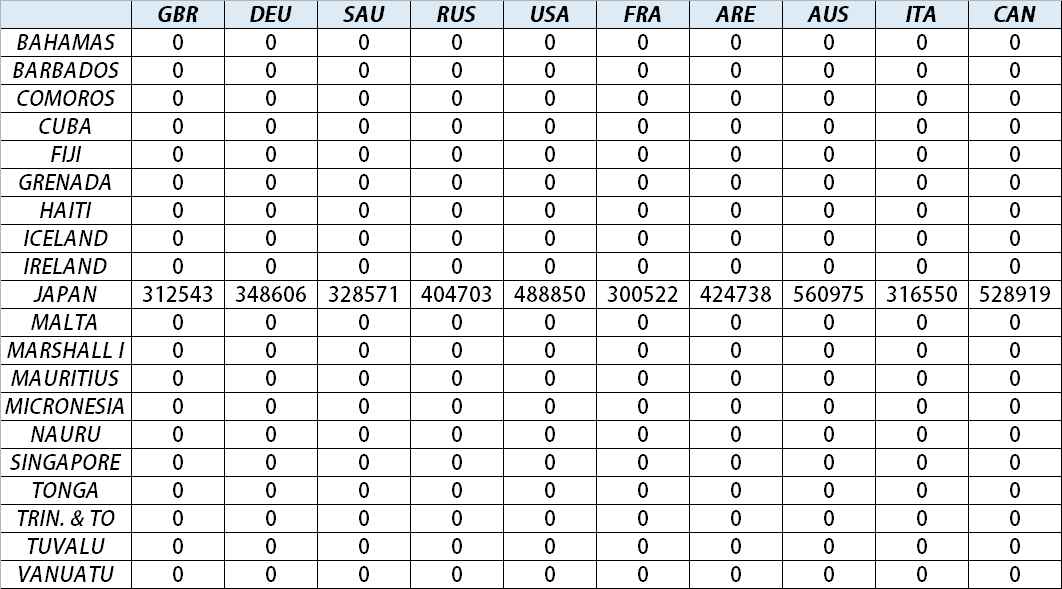 GBR DEU SAU RUS USA FRA ARE AUS ITA CAN
BAHAMAS 0 0 0 0 0 0 0 0 0 0
BARBADOS 0 0 0 0 0 0 0 0 0 0
COMOROS 0 0 0 0 0 0 0 0 0 0
CUBA 0 0 0 0 0 0 0 0 0 0
FIJI 0 0 0 0 0 0 0 0 0 0
GRENADA 0 0 0 0 0 0 0 0 0 0
HAITI 0 0 0 0 0 0 0 0 0 0
ICELAND 0 0 0 0 0 0 0 0 0 0
IRELAND 0 0 0 0 0 0 0 0 0 0
JAPAN 312543 348606 328571 404703 488850 300522 424738 560975 316550 528919
MALTA 0 0 0 0 0 0 0 0 0 0
MARSHALL I 0 0 0 0 0 0 0 0 0 0
MAURITIUS 0 0 0 0 0 0 0 0 0 0
MICRONESIA 0 0 0 0 0 0 0 0 0 0
NAURU 0 0 0 0 0 0 0 0 0 0
SINGAPORE 0 0 0 0 0 0 0 0 0 0
TONGA 0 0 0 0 0 0 0 0 0 0
TRIN. & TO 0 0 0 0 0 0 0 0 0 0
TUVALU 0 0 0 0 0 0 0 0 0 0
VANUATU 0 0 0 0 0 0 0 0 0 0